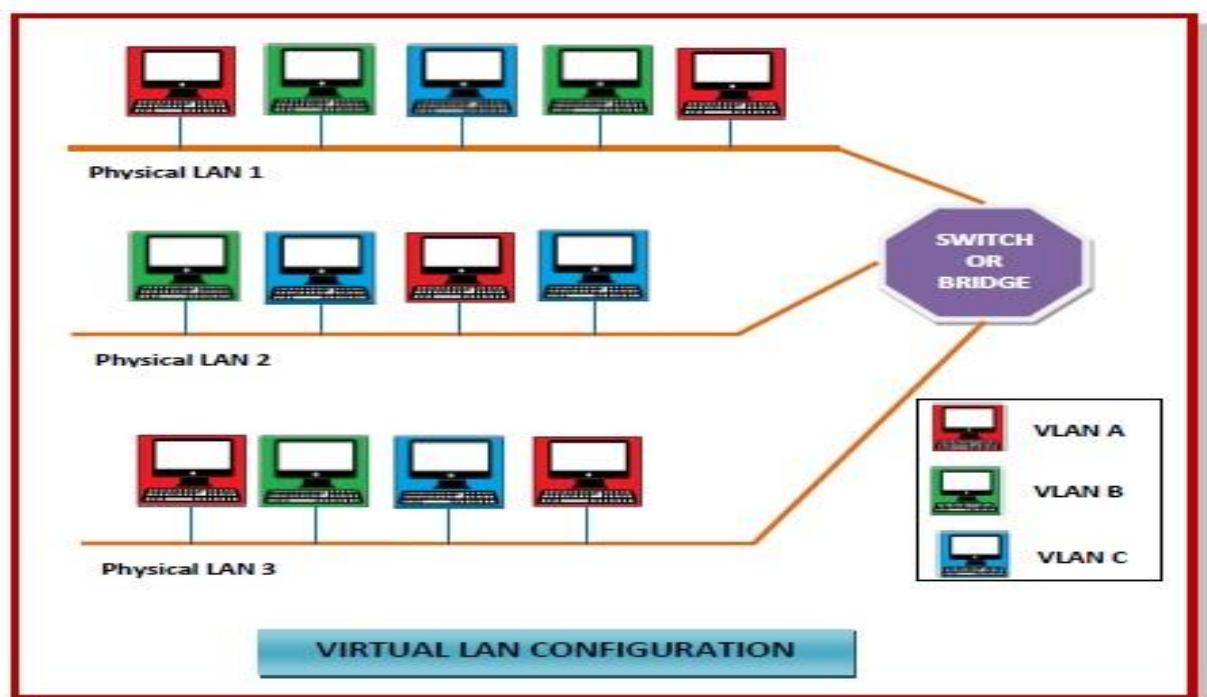 Physical LAN 1
SWITCH
OR
BRIDGE
Physical LAN 2
VLAN A
VLAN B
VLAN C
Physical LAN 3
VIRTUAL LAN CONFIGURATION